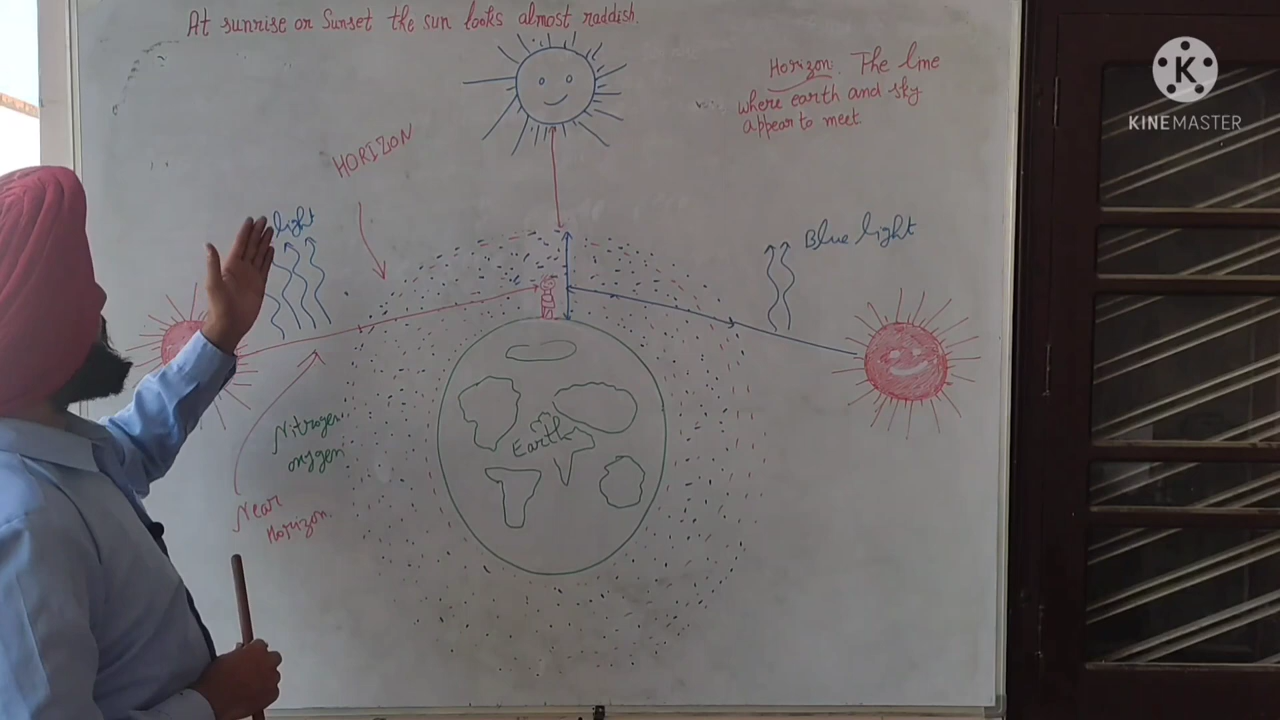 At sunrise or Sunset the sun looks almost raddish.
Horizon. The line
where earth and sky
appear to meet
KINEMASTER
HORIZON
light
Blue light
Nitrogen
oxygen
Earth
Near
Horizon.